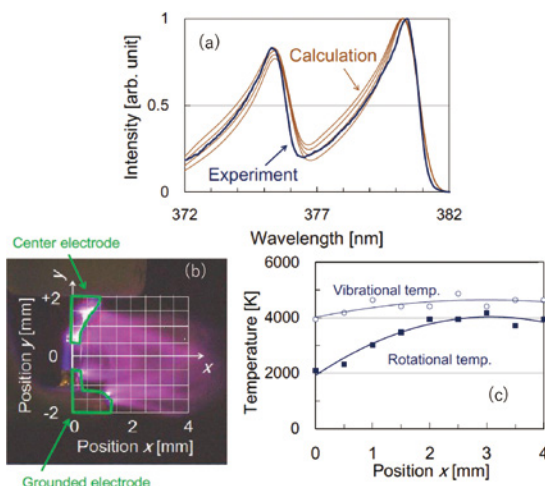 (a)
Calculation
Experiment
Intensity [arb. unit]
1
0.5
0
372
377
382
Wavelength [nm]
Center electrode
(b)
y
+2
0
-2
Position y [mm]
x
0
2
4
Position x [mm]
Grounded electrode
6000
4000
2000
0
Temperature [K]
Vibrational temp.
Rotational temp.
(c)
0
1
2
3
4
Position x [mm]